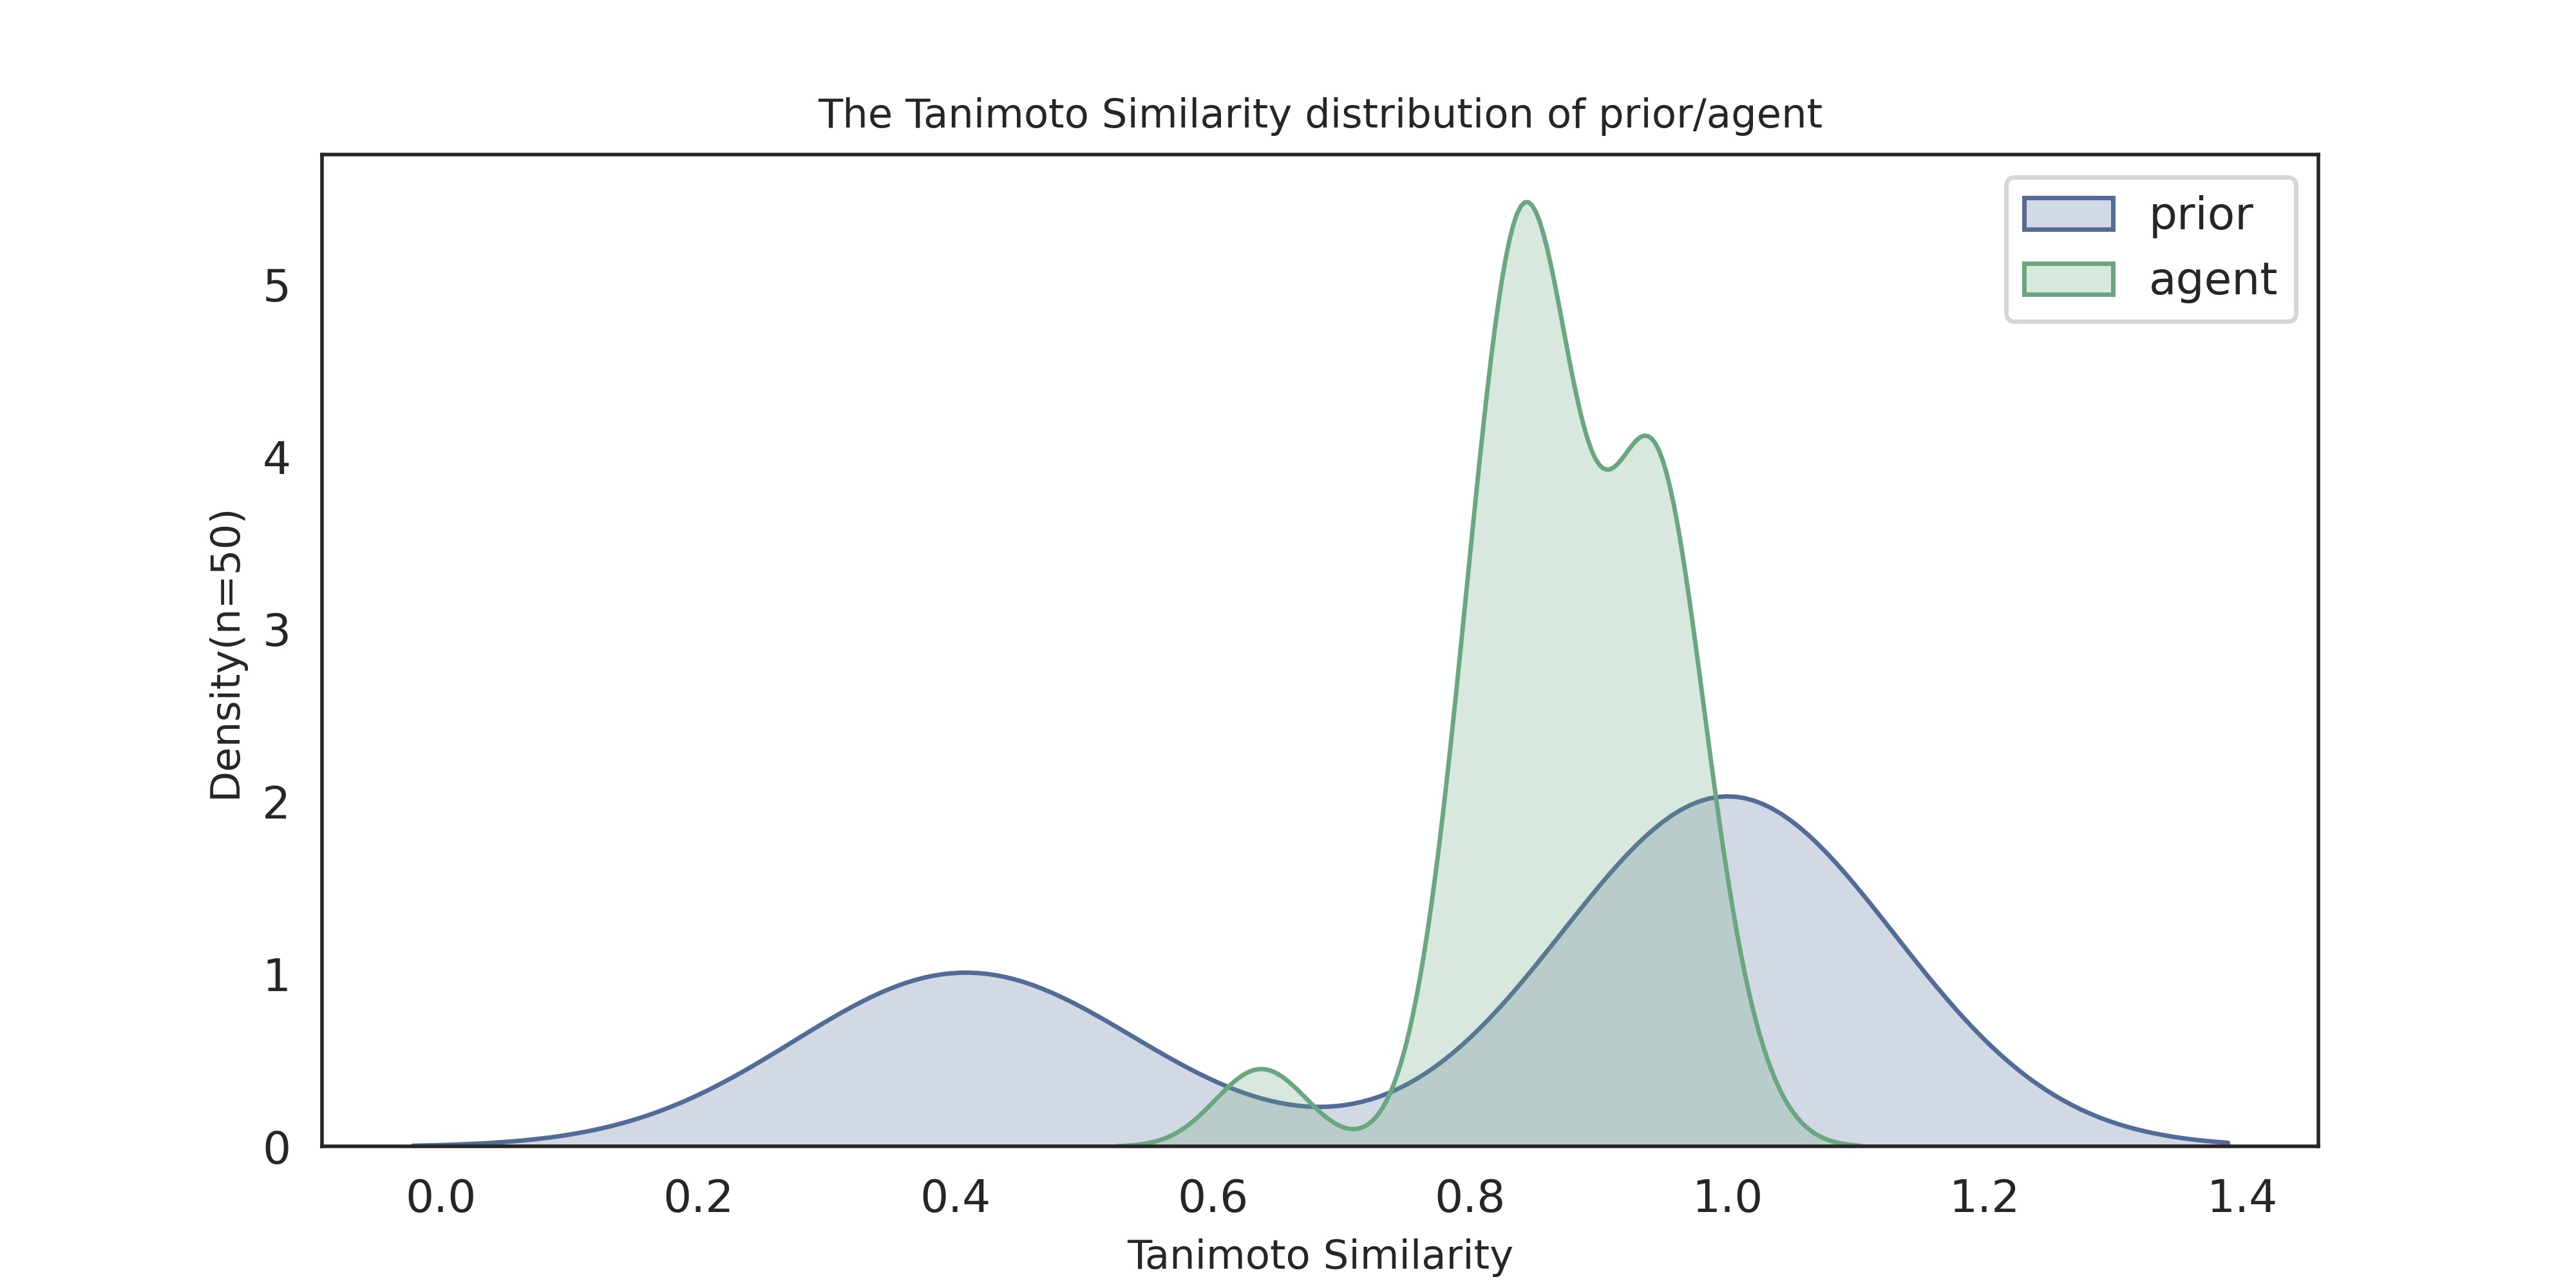 The Tanimoto Similarity distribution of prior/agent
prior
agent
Density(n=50)
5
4
3
2
1
0
0.0 0.2 0.4 0.6 0.8 1.0 1.2 1.4
Tanimoto Similarity